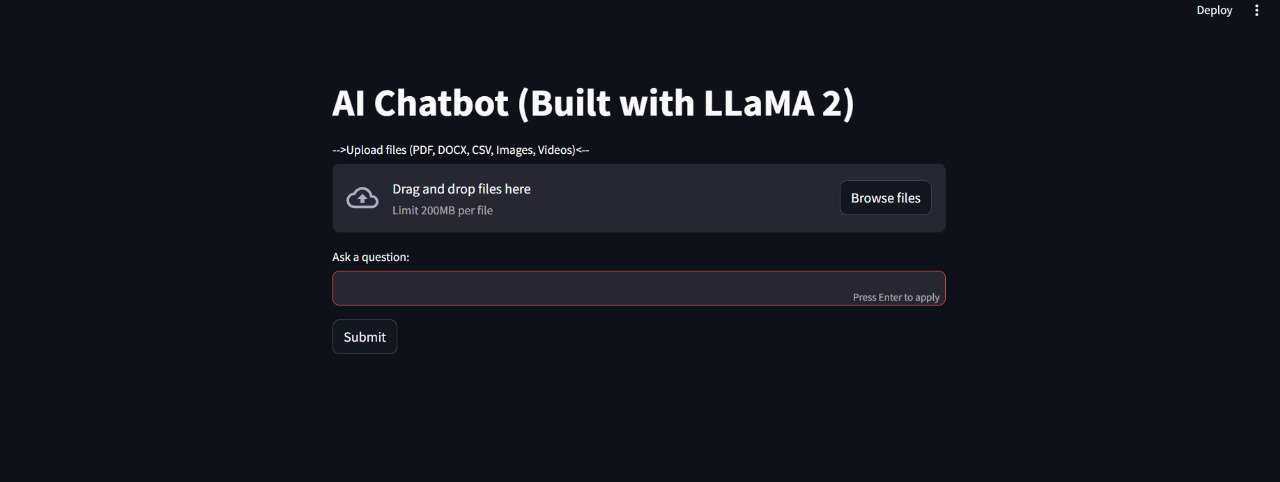 Deploy
AI Chatbot (Built with LLaMA 2)
-->Upload files (PDF, DOCX, CSV, Images, Videos)<--
Drag and drop files here
Limit 200MB per file
Browse files
Ask a question:
Press Enter to apply
Submit